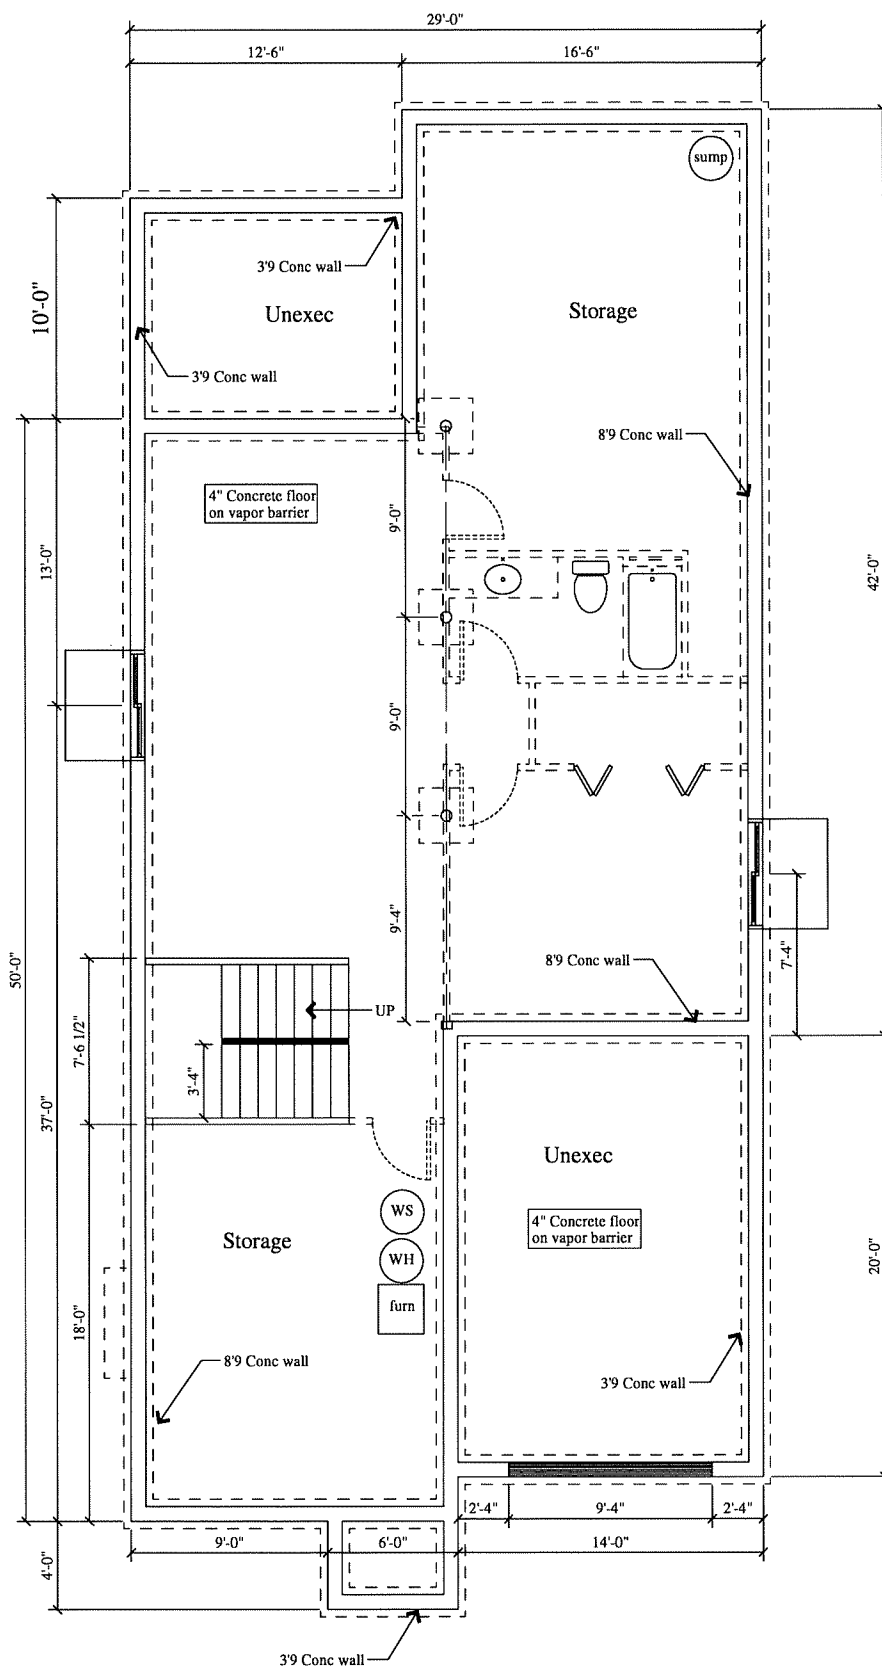 29'-0"
12'-6"
16'-6"
sump
3'9 Conc wall
10'-0"
Unexec
Storage
3'9 Conc wall
8'9 Conc wall
4" Concrete floor
on vapor barrier
9'-0"
13'-0"
42'-0"
9'-0"
9'-4"
8'9 Conc wall
7'-4"
50'-0"
UP
7'-6 1/2"
3'-4"
37'-0"
Unexec
WS
4" Concrete floor
on vapor barrier
Storage
WH
20'-0"
furn
18'-0"
8'9 Conc wall
3'9 Conc wall
2'-4"
9'-4"
2'-4"
9'-0"
6'-0"
14'-0"
4'-0"
3'9 Conc wall